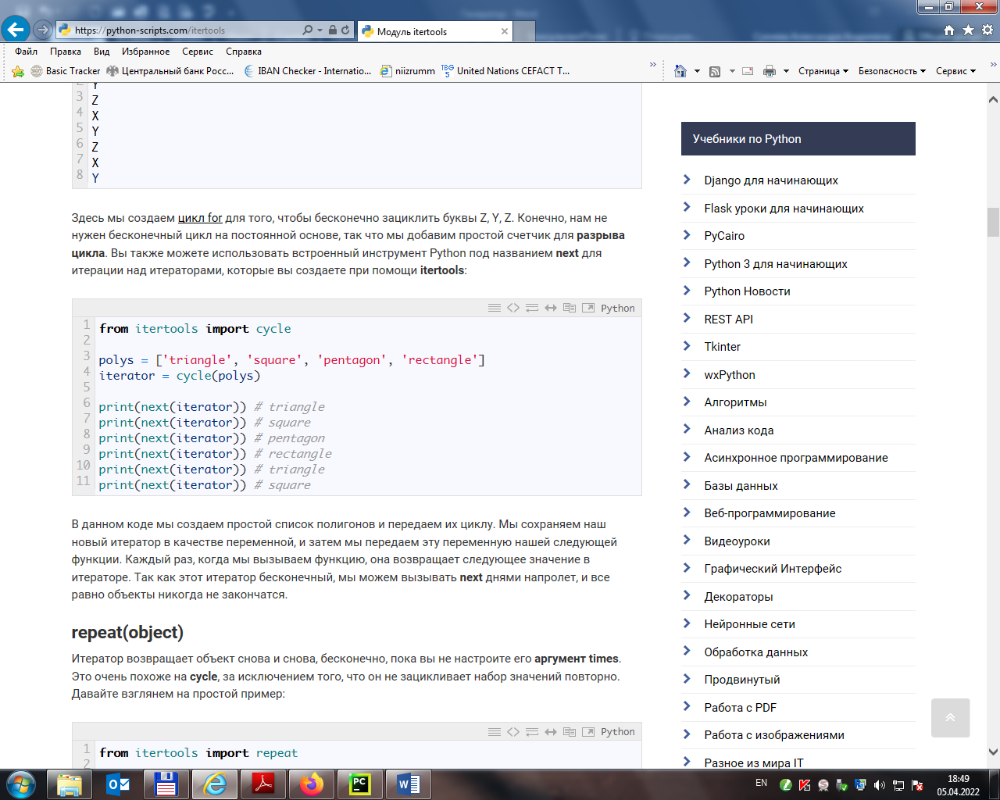 https://python-scripts.com/itertools
Модуль itertools
Файл Правка Вид Избранное Сервис Справка
Basic Tracker Центральный банк Росс... IBAN Checker - Internatio... niizrumm TBG 5 United Nations CEFACT T...
Страница Безопасность Сервис
2 Y
3 Z
4 X
5 Y
6 Z
7 X
8 Y
Здесь мы создаем цикл for для того, чтобы бесконечно зациклить буквы Z, Y, Z. Конечно, нам не
нужен бесконечный цикл на постоянной основе, так что мы добавим простой счетчик для разрыва
цикла. Вы также можете использовать встроенный инструмент Python под названием next для
итерации над итераторами, которые вы создаете при помощи itertools:
Python
1 from itertools import cycle
2
3 polys = ['triangle', 'square', 'pentagon', 'rectangle']
4 iterator = cycle(polys)
5
6 print(next(iterator)) # triangle
7 print(next(iterator)) # square
8 print(next(iterator)) # pentagon
9 print(next(iterator)) # rectangle
10 print(next(iterator)) # triangle
11 print(next(iterator)) # square
В данном коде мы создаем простой список полигонов и передаем их циклу. Мы сохраняем наш
новый итератор в качестве переменной, и затем мы передаем эту переменную нашей следующей
функции. Каждый раз, когда мы вызываем функцию, она возвращает следующее значение в
итераторе. Так как этот итератор бесконечный, мы можем вызывать next днями напролет, и все
равно объекты никогда не закончатся.
repeat(object)
Итератор возвращает объект снова и снова, бесконечно, пока вы не настроите его аргумент times.
Это очень похоже на cycle, за исключением того, что он не зацикливает набор значений повторно.
Давайте взглянем на простой пример:
Python
1 from itertools import repeat
2
Учебники по Python
Django для начинающих
Flask уроки для начинающих
PyCairo
Python 3 для начинающих
Python Новости
REST API
Tkinter
wxPython
Алгоритмы
Анализ кода
Асинхронное программирование
Базы данных
Веб-программирование
Видеоуроки
Графический Интерфейс
Декораторы
Нейронные сети
Обработка данных
Продвинутый
Работа с PDF
Работа с изображениями
Разное из мира IT
EN
18:49
05.04.2022